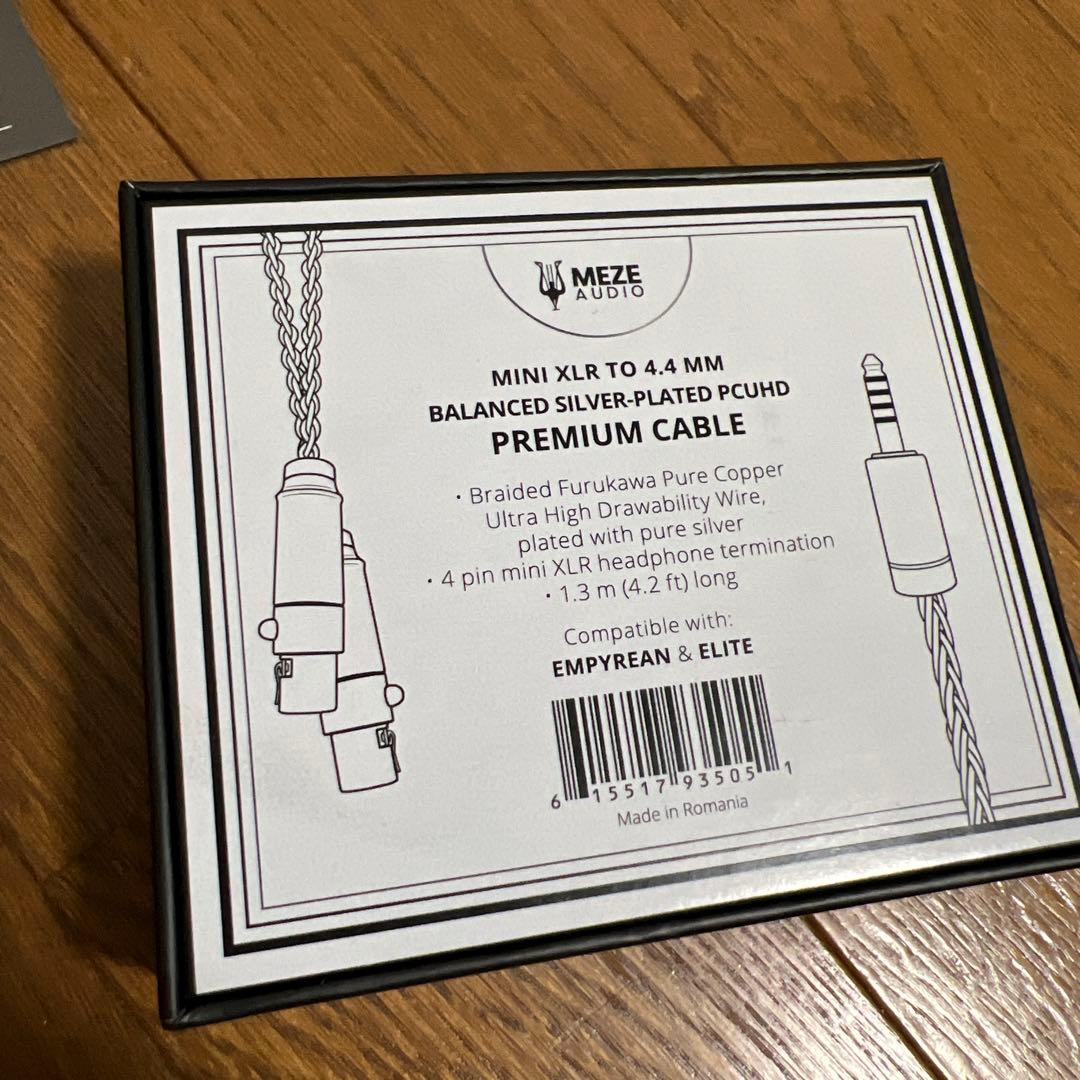 MEZE
AUDIO
MINI XLR TO 4.4 MM
BALANCED SILVER-PLATED PCUHD
PREMIUM CABLE
• Braided Furukawa Pure Copper
Ultra High Drawability Wire,
plated with pure silver
• 4 pin mini XLR headphone termination
• 1.3 m (4.2 ft) long
Compatible with:
EMPYREAN & ELITE
6 15517 93505 1
Made in Romania